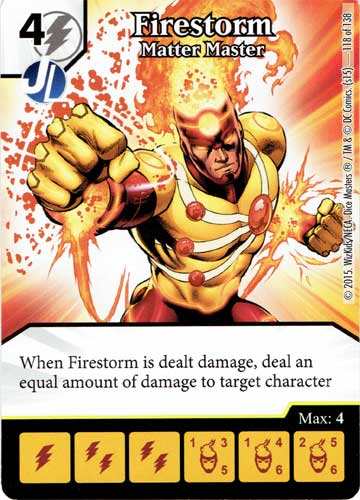 4
Firestorm
Matter Master
JL
© 2015. WizKids/NECA. Dice Masters ® / TM & © DC Comics. (s15) — 118 of 138
When Firestorm is dealt damage, deal an
equal amount of damage to target character
Max: 4
1 3 5
1 4 6
2 5 6